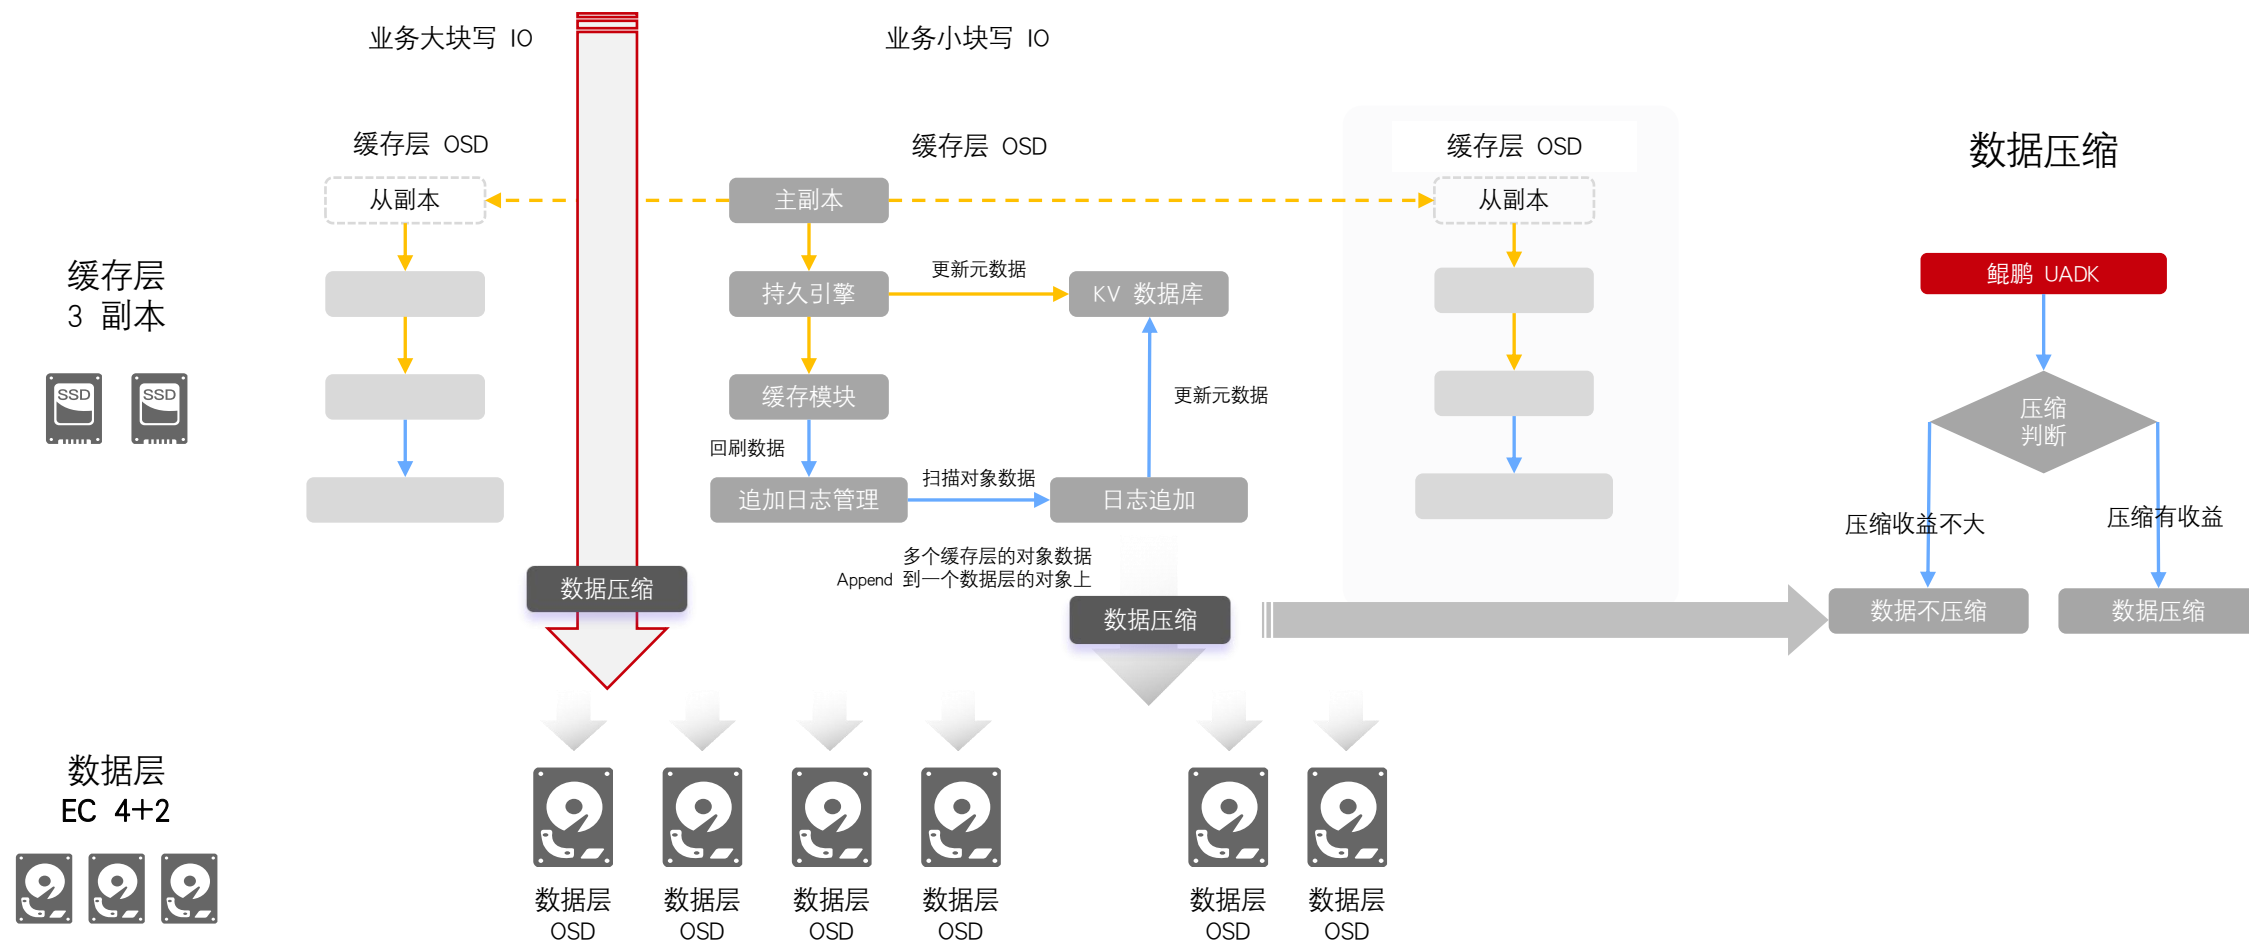 业务大块写 IO
业务小块写 IO
缓存层 OSD
缓存层 OSD
缓存层 OSD
数据压缩
从副本
主副本
从副本
缓存层
3 副本
持久引擎
更新元数据
KV 数据库
鲲鹏 UADK
SSD
SSD
缓存模块
更新元数据
压缩
判断
回刷数据
追加日志管理
扫描对象数据
日志追加
压缩收益不大
压缩有收益
多个缓存层的对象数据
Append 到一个数据层的对象上
数据压缩
数据压缩
数据不压缩
数据压缩
数据层
EC 4+2
数据层
OSD
数据层
OSD
数据层
OSD
数据层
OSD
数据层
OSD
数据层
OSD